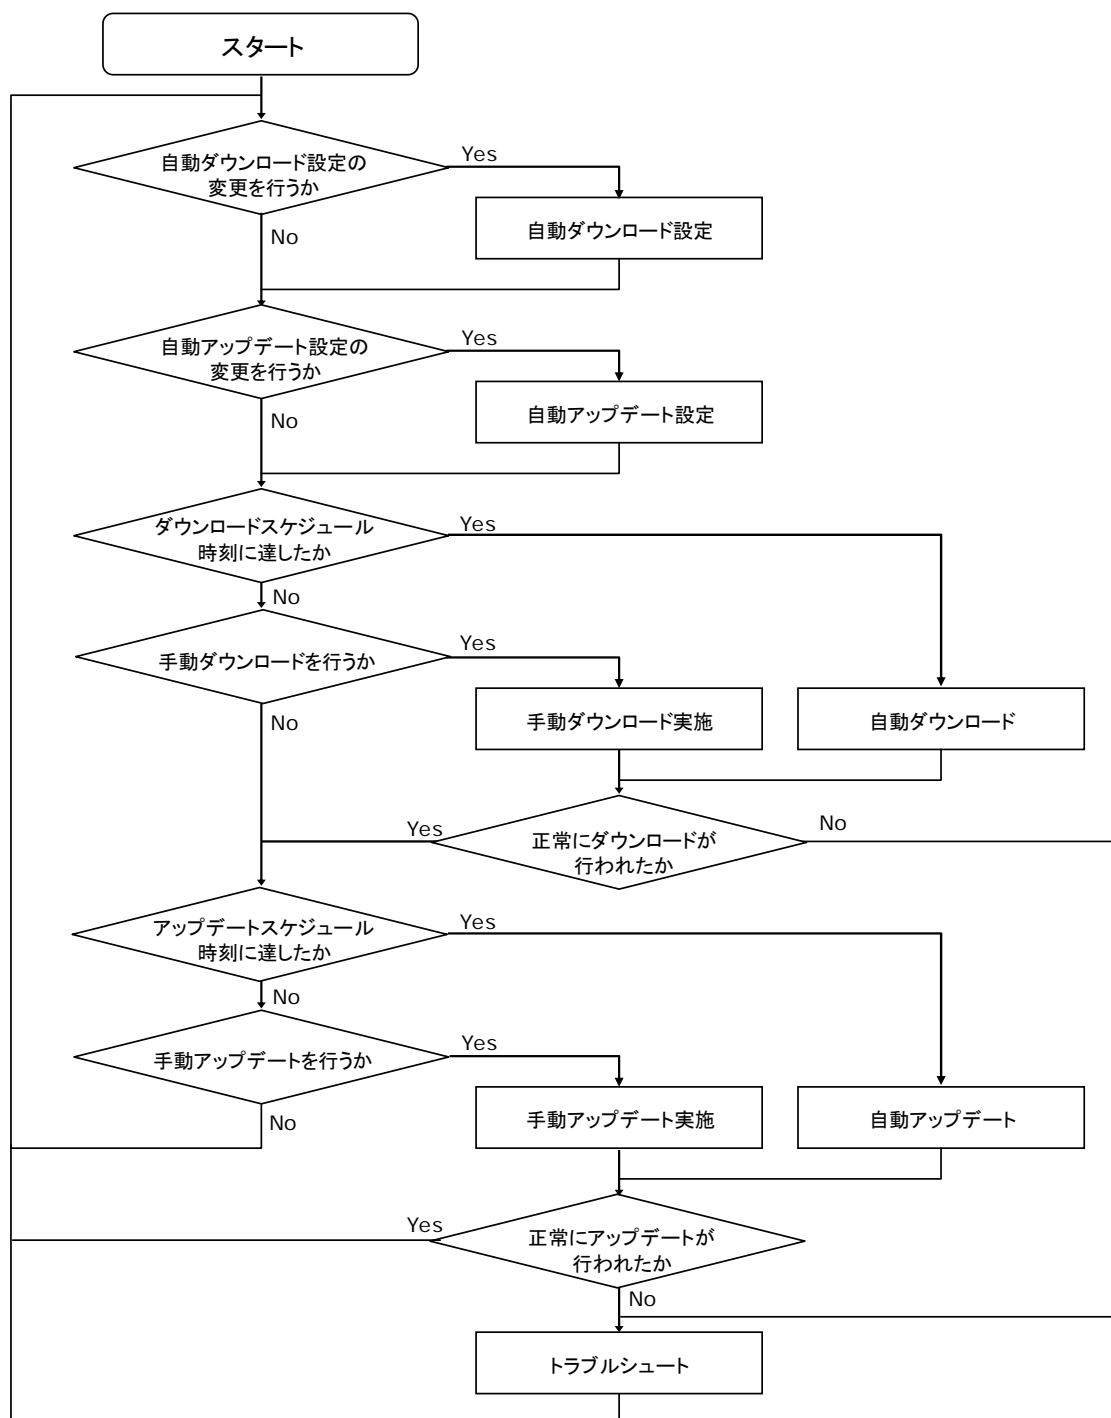 スタート
自動ダウンロード設定の
変更を行うか
Yes
自動ダウンロード設定
No
自動アップデート設定の
変更を行うか
Yes
自動アップデート設定
No
ダウンロードスケジュール
時刻に達したか
Yes
No
手動ダウンロードを行うか
Yes
手動ダウンロード実施
自動ダウンロード
No
Yes
正常にダウンロードが
行われたか
No
アップデートスケジュール
時刻に達したか
Yes
No
手動アップデートを行うか
Yes
手動アップデート実施
自動アップデート
No
Yes
正常にアップデートが
行われたか
No
トラブルシュート